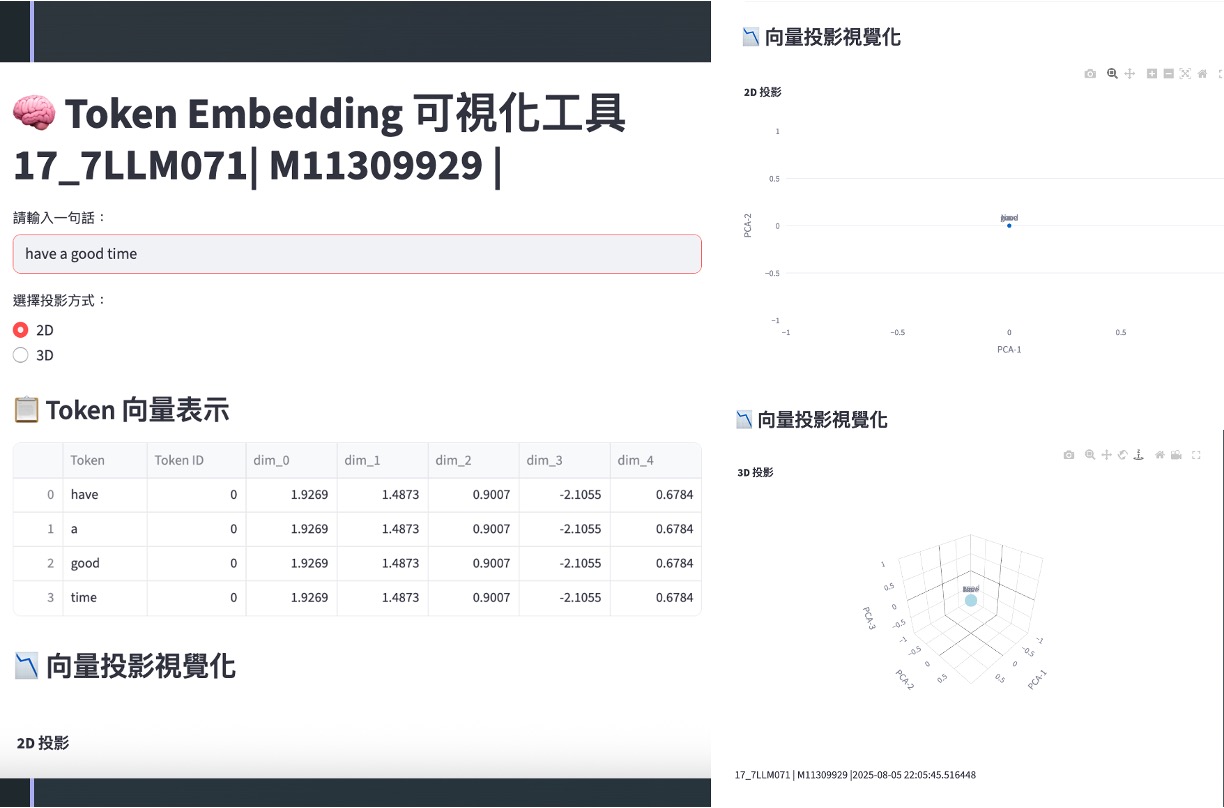 🧠 Token Embedding 可視化工具
17_7LLM071| M11309929 |
請輸入一句話：
have a good time
選擇投影方式：
2D
3D
📋 Token 向量表示
Token Token ID dim_0 dim_1 dim_2 dim_3 dim_4
0 have 0 1.9269 1.4873 0.9007 -2.1055 0.6784
1 a 0 1.9269 1.4873 0.9007 -2.1055 0.6784
2 good 0 1.9269 1.4873 0.9007 -2.1055 0.6784
3 time 0 1.9269 1.4873 0.9007 -2.1055 0.6784
📉 向量投影視覺化
2D 投影
📉 向量投影視覺化
2D 投影
1
0.5
0
−0.5
−1
PCA-2
−1 −0.5 0 0.5
PCA-1
📉 向量投影視覺化
3D 投影
1
0.5
0
−0.5
−1
PCA-3
−0.5
0
0.5
PCA-2
−1
−0.5
0
0.5
PCA-1
17_7LLM071 | M11309929 |2025-08-05 22:05:45.516448